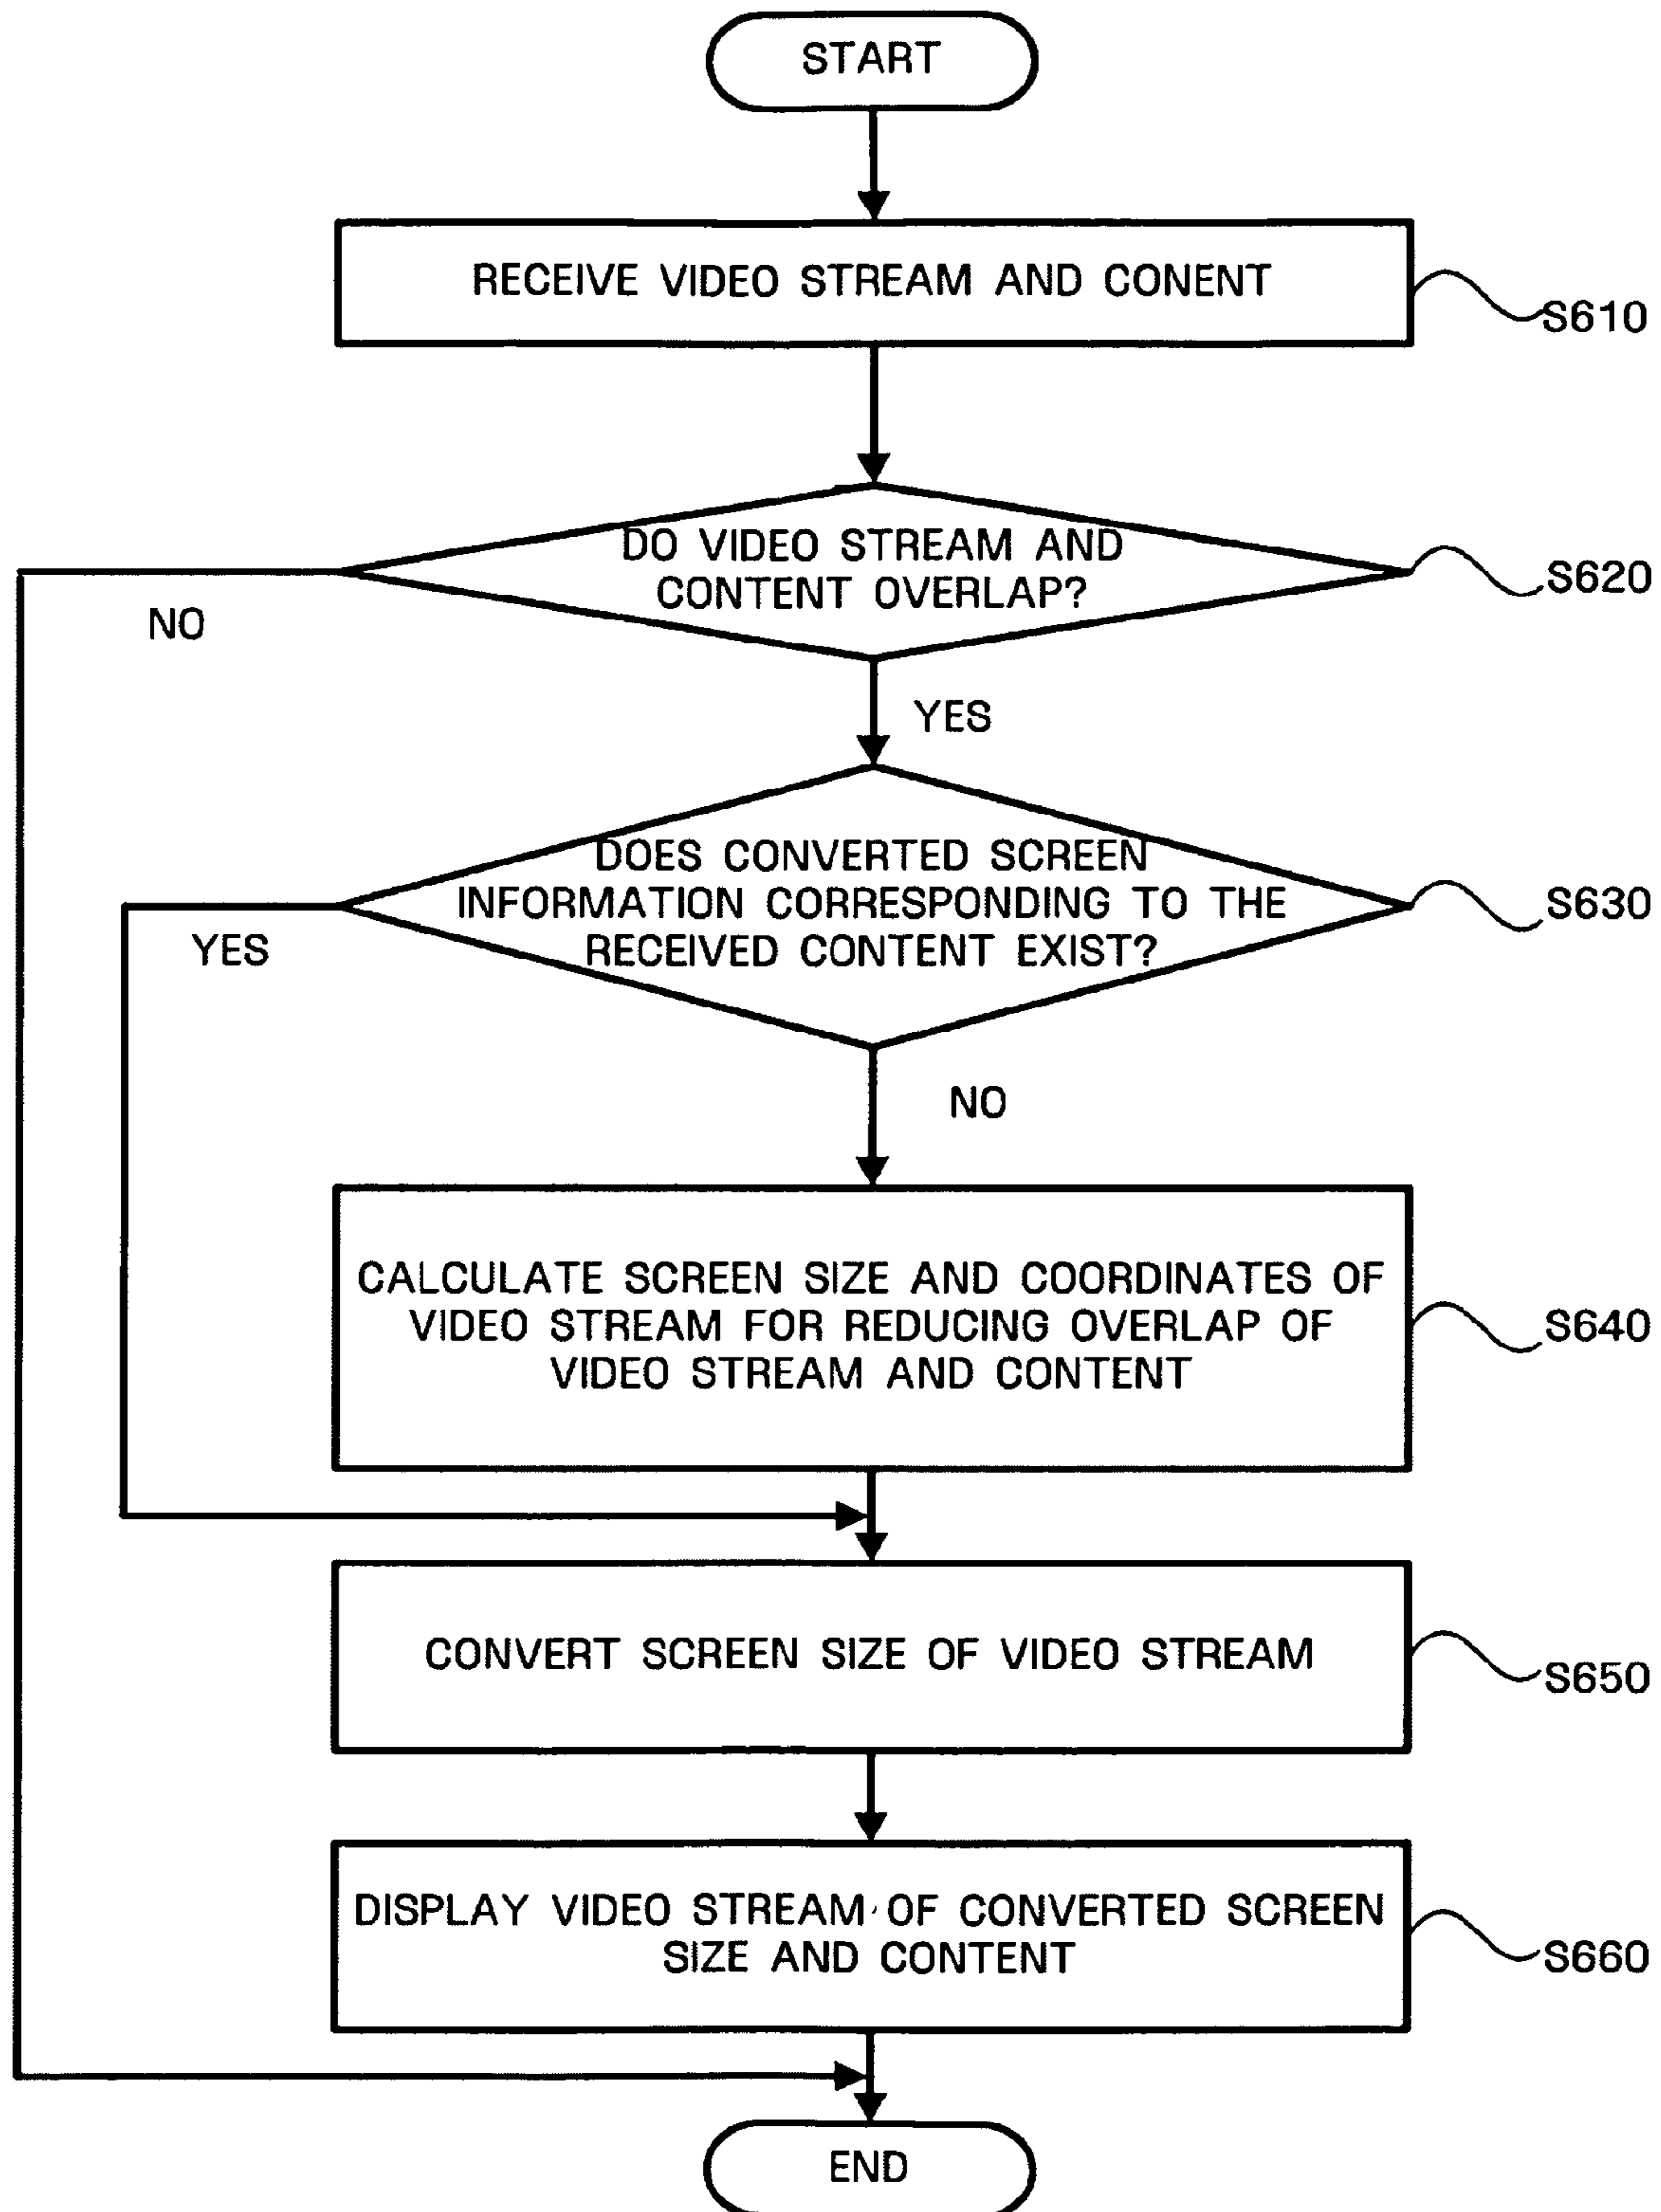 START
RECEIVE VIDEO STREAM AND CONENT
S610
DO VIDEO STREAM AND
CONTENT OVERLAP?
S620
NO
YES
DOES CONVERTED SCREEN
INFORMATION CORRESPONDING TO THE
RECEIVED CONTENT EXIST?
S630
YES
NO
CALCULATE SCREEN SIZE AND COORDINATES OF
VIDEO STREAM FOR REDUCING OVERLAP OF
VIDEO STREAM AND CONTENT
S640
CONVERT SCREEN SIZE OF VIDEO STREAM
S650
DISPLAY VIDEO STREAM OF CONVERTED SCREEN
SIZE AND CONTENT
S660
END